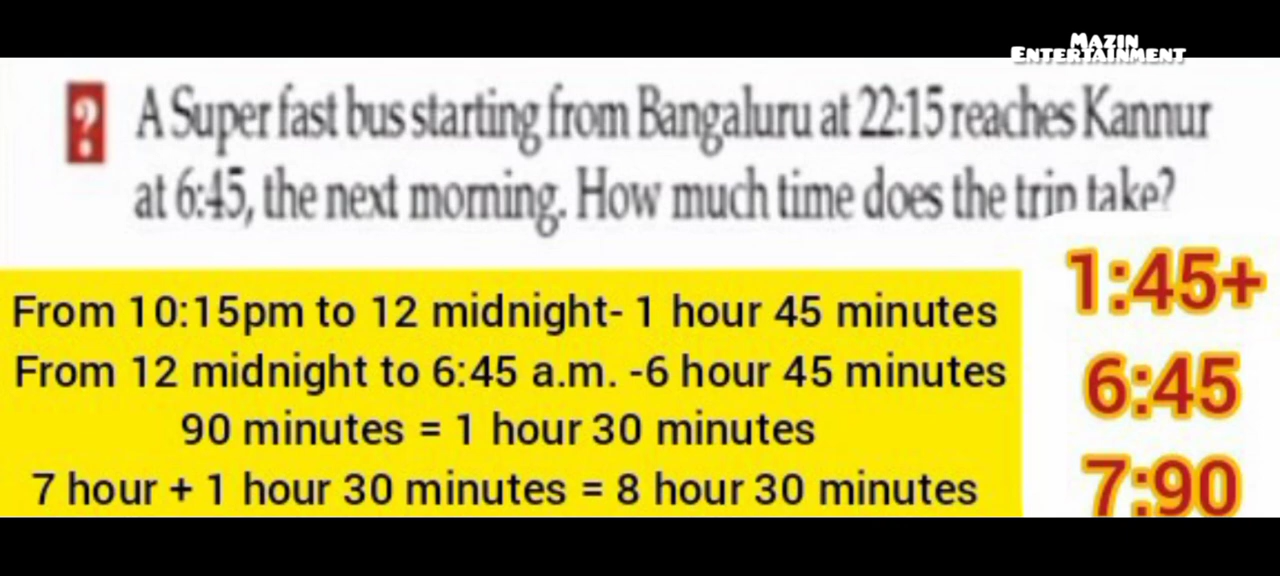 MAZIN
ENTERTAINMENT
? A Super fast bus starting from Bangaluru at 22:15 reaches Kannur
at 6:45, the next morning. How much time does the trip take?
From 10:15pm to 12 midnight- 1 hour 45 minutes
From 12 midnight to 6:45 a.m. -6 hour 45 minutes
90 minutes = 1 hour 30 minutes
7 hour + 1 hour 30 minutes = 8 hour 30 minutes
1:45+
6:45
7:90